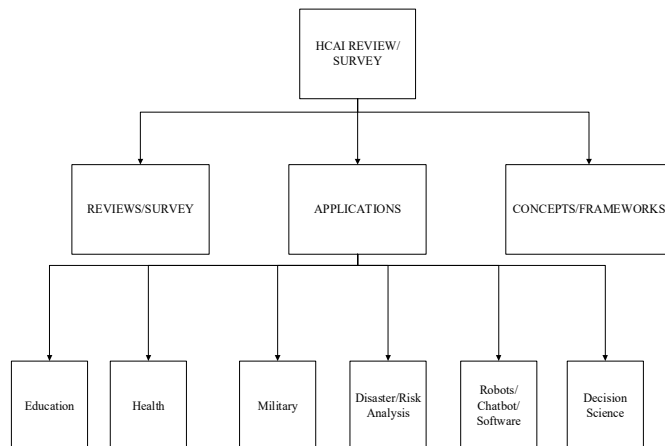 HCAI REVIEW/
SURVEY
REVIEWS/SURVEY
APPLICATIONS
CONCEPTS/FRAMEWORKS
Education
Health
Military
Disaster/Risk
Analysis
Robots/
Chatbot/
Software
Decision
Science